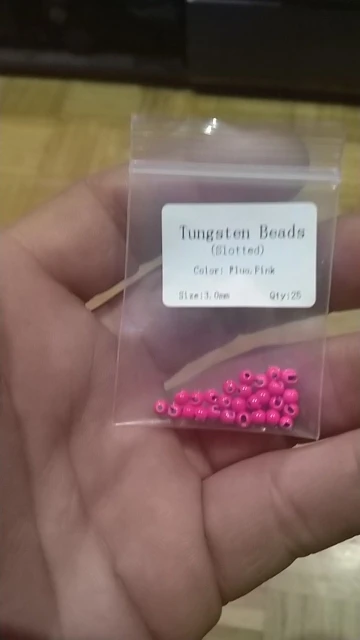 Tungsten Beads
(Slotted)
Color: Fluo.Pink
Size:3.0mm Qty:25